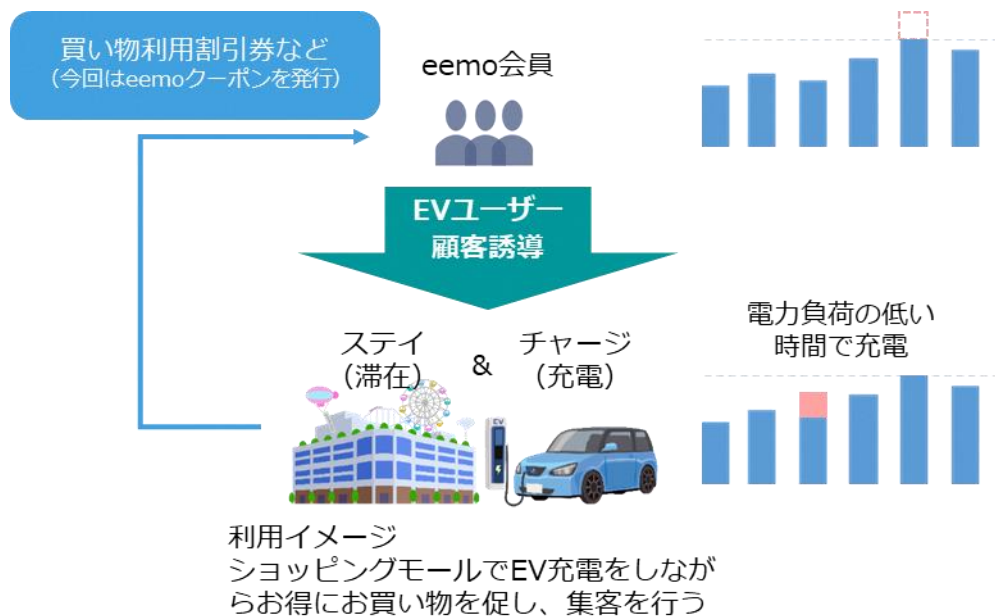 買い物利用割引券など
（今回はeemoクーポンを発行）
eemo会員
EVユーザー
顧客誘導
ステイ
（滞在）
&
チャージ
（充電）
電力負荷の低い
時間で充電
EV
利用イメージ
ショッピングモールでEV充電をしなが
らお得にお買い物を促し、集客を行う